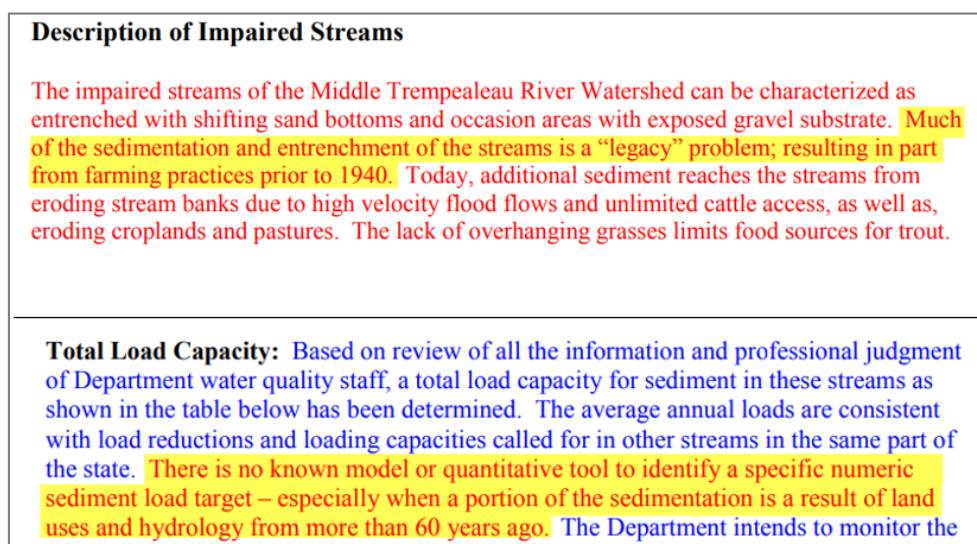 Description of Impaired Streams
The impaired streams of the Middle Trempealeau River Watershed can be characterized as
entrenched with shifting sand bottoms and occasion areas with exposed gravel substrate. Much
of the sedimentation and entrenchment of the streams is a “legacy” problem; resulting in part
from farming practices prior to 1940. Today, additional sediment reaches the streams from
eroding stream banks due to high velocity flood flows and unlimited cattle access, as well as,
eroding croplands and pastures. The lack of overhanging grasses limits food sources for trout.
Total Load Capacity: Based on review of all the information and professional judgment
of Department water quality staff, a total load capacity for sediment in these streams as
shown in the table below has been determined. The average annual loads are consistent
with load reductions and loading capacities called for in other streams in the same part of
the state. There is no known model or quantitative tool to identify a specific numeric
sediment load target – especially when a portion of the sedimentation is a result of land
uses and hydrology from more than 60 years ago. The Department intends to monitor the